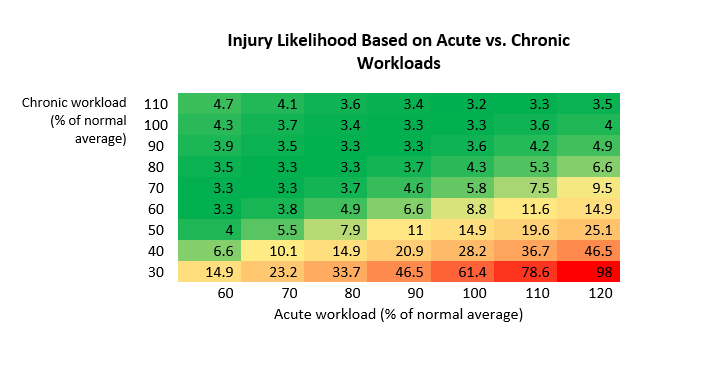 Injury Likelihood Based on Acute vs. Chronic
Workloads
Chronic workload
(% of normal
average)
110 4.7 4.1 3.6 3.4 3.2 3.3 3.5
100 4.3 3.7 3.4 3.3 3.3 3.6 4
90 3.9 3.5 3.3 3.3 3.6 4.2 4.9
80 3.5 3.3 3.3 3.7 4.3 5.3 6.6
70 3.3 3.3 3.7 4.6 5.8 7.5 9.5
60 3.3 3.8 4.9 6.6 8.8 11.6 14.9
50 4 5.5 7.9 11 14.9 19.6 25.1
40 6.6 10.1 14.9 20.9 28.2 36.7 46.5
30 14.9 23.2 33.7 46.5 61.4 78.6 98
60 70 80 90 100 110 120
Acute workload (% of normal average)